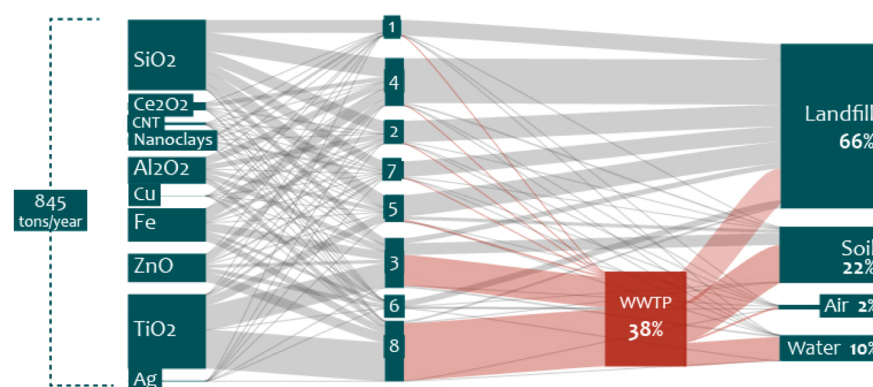 845
tons/year
SiO2
Ce2O2
CNT
Nanoclays
Al2O2
Cu
Fe
ZnO
TiO2
Ag
1
4
2
7
5
3
6
8
WWTP
38%
Landfill
66%
Soil
22%
Air 2%
Water 10%